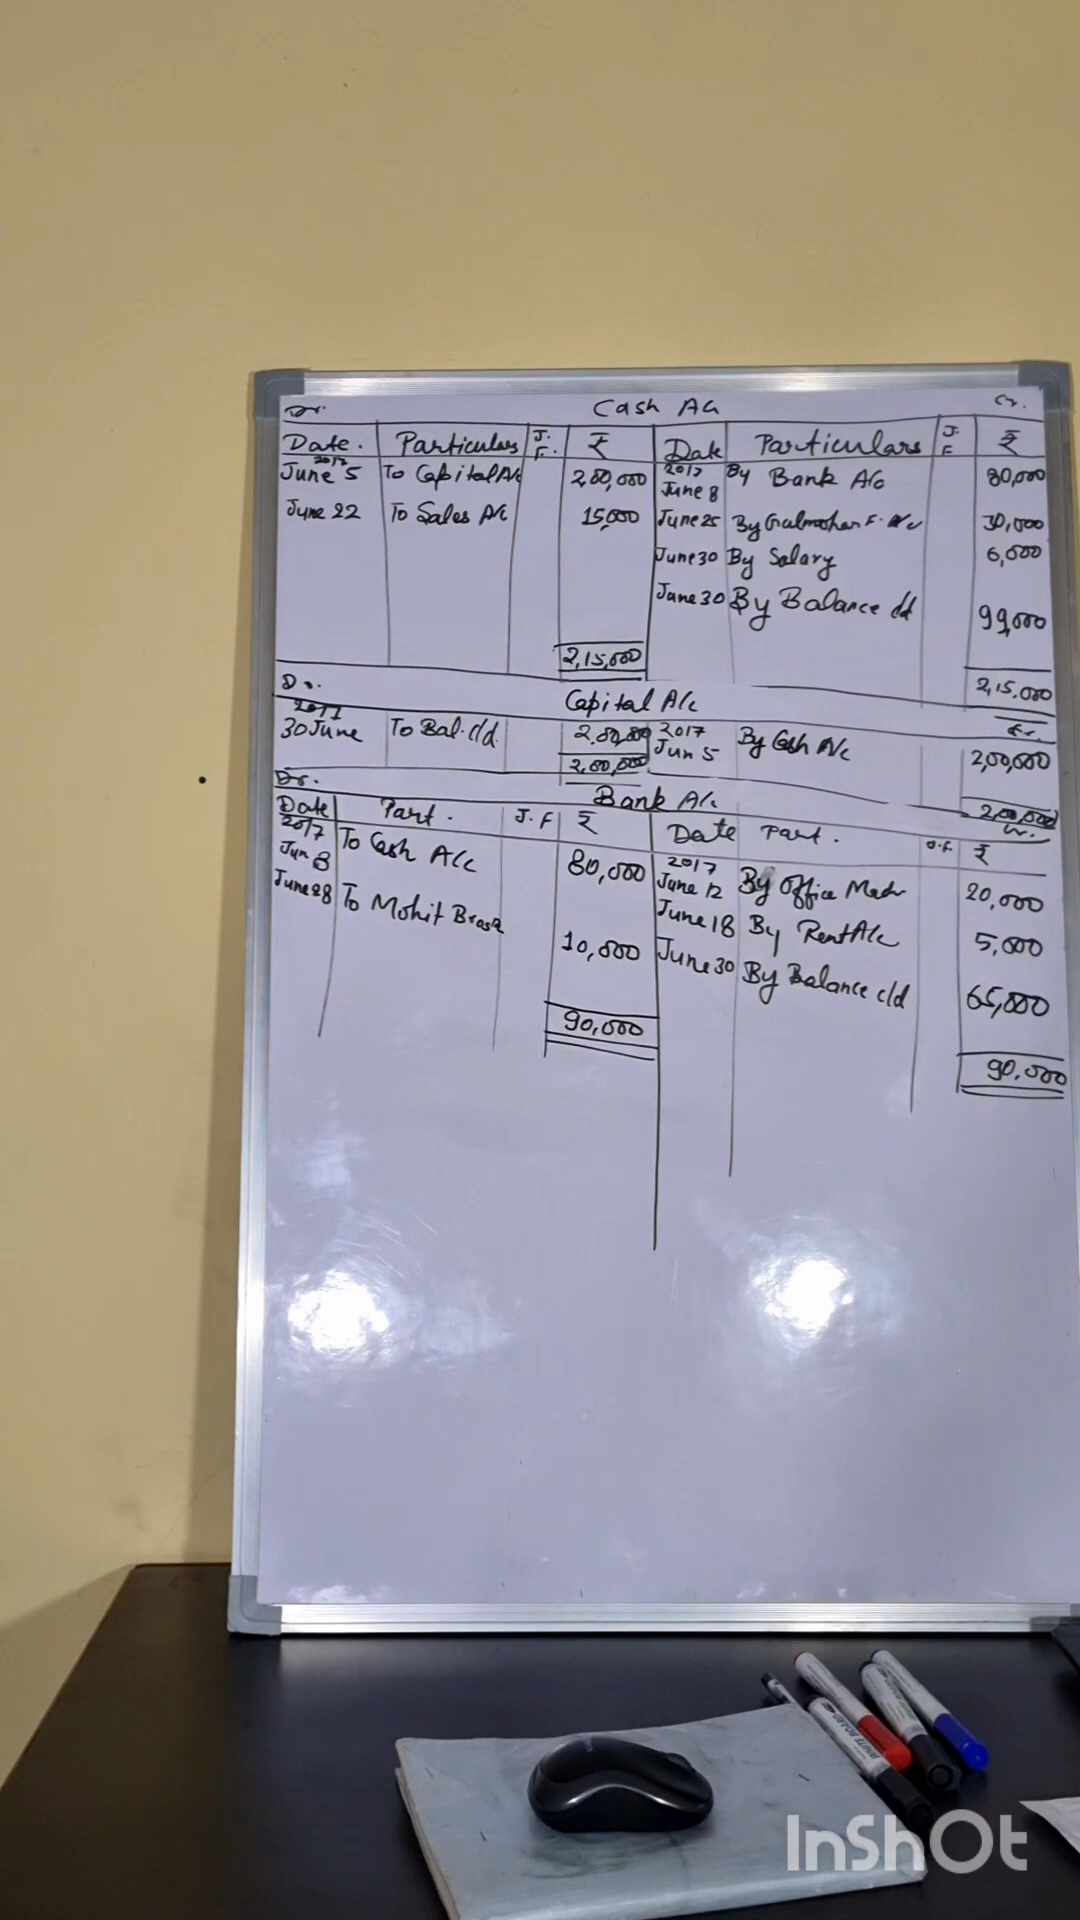 Dr. Cash A/c Cr.
Date. Particulars J.F. ₹ Date Particulars J.F ₹
2017 June 5 To Capital A/c 2,00,000 2017 June 8 By Bank A/c 80,000
June 22 To Sales A/c 15,000 June 25 By Gulmohar F. A/c 30,000
June 30 By Salary 6,000
June 30 By Balance c/d 99,000
2,15,000 2,15,000
Dr. Capital A/c Cr.
2017 30 June To Bal. c/d. 2,00,000 2017 Jun 5 By Cash A/c 2,00,000
2,00,000 2,00,000
Dr. Bank A/c Cr.
Date Part. J.F ₹ Date Part. J.F. ₹
2017 Jun 8 To Cash A/c 80,000 2017 June 12 By Office 20,000
June 28 To Mohit 10,000 June 18 By Rent A/c 5,000
June 30 By Balance c/d 65,000
90,000 90,000
WHITE BOARD
InShOt